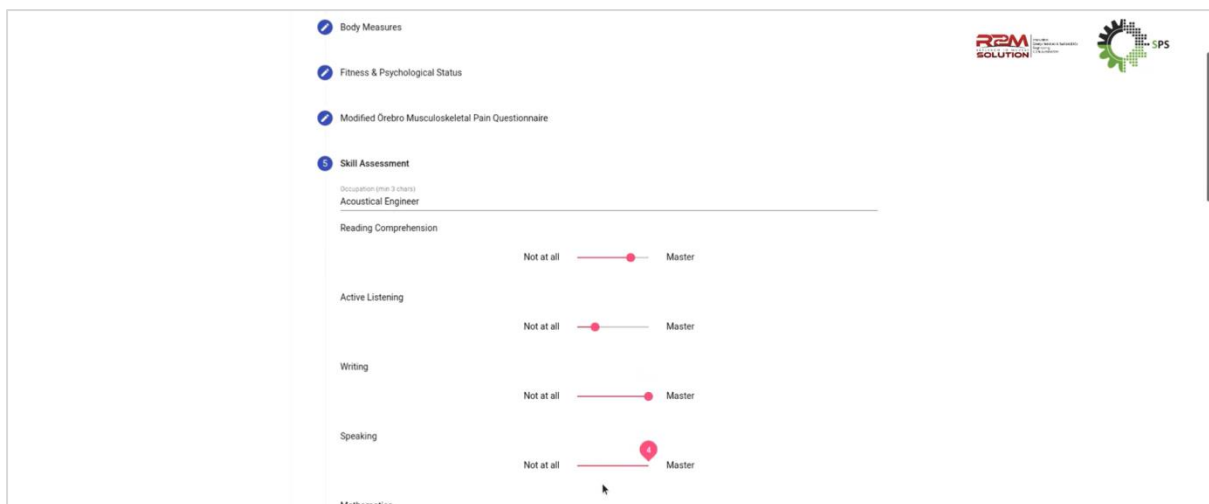 Body Measures
Fitness & Psychological Status
Modified Örebro Musculoskeletal Pain Questionnaire
5 Skill Assessment
Occupation (min 3 chars)
Acoustical Engineer
Reading Comprehension
Not at all Master
Active Listening
Not at all Master
Writing
Not at all Master
Speaking
4
Not at all Master
R2M
SOLUTION
SPS